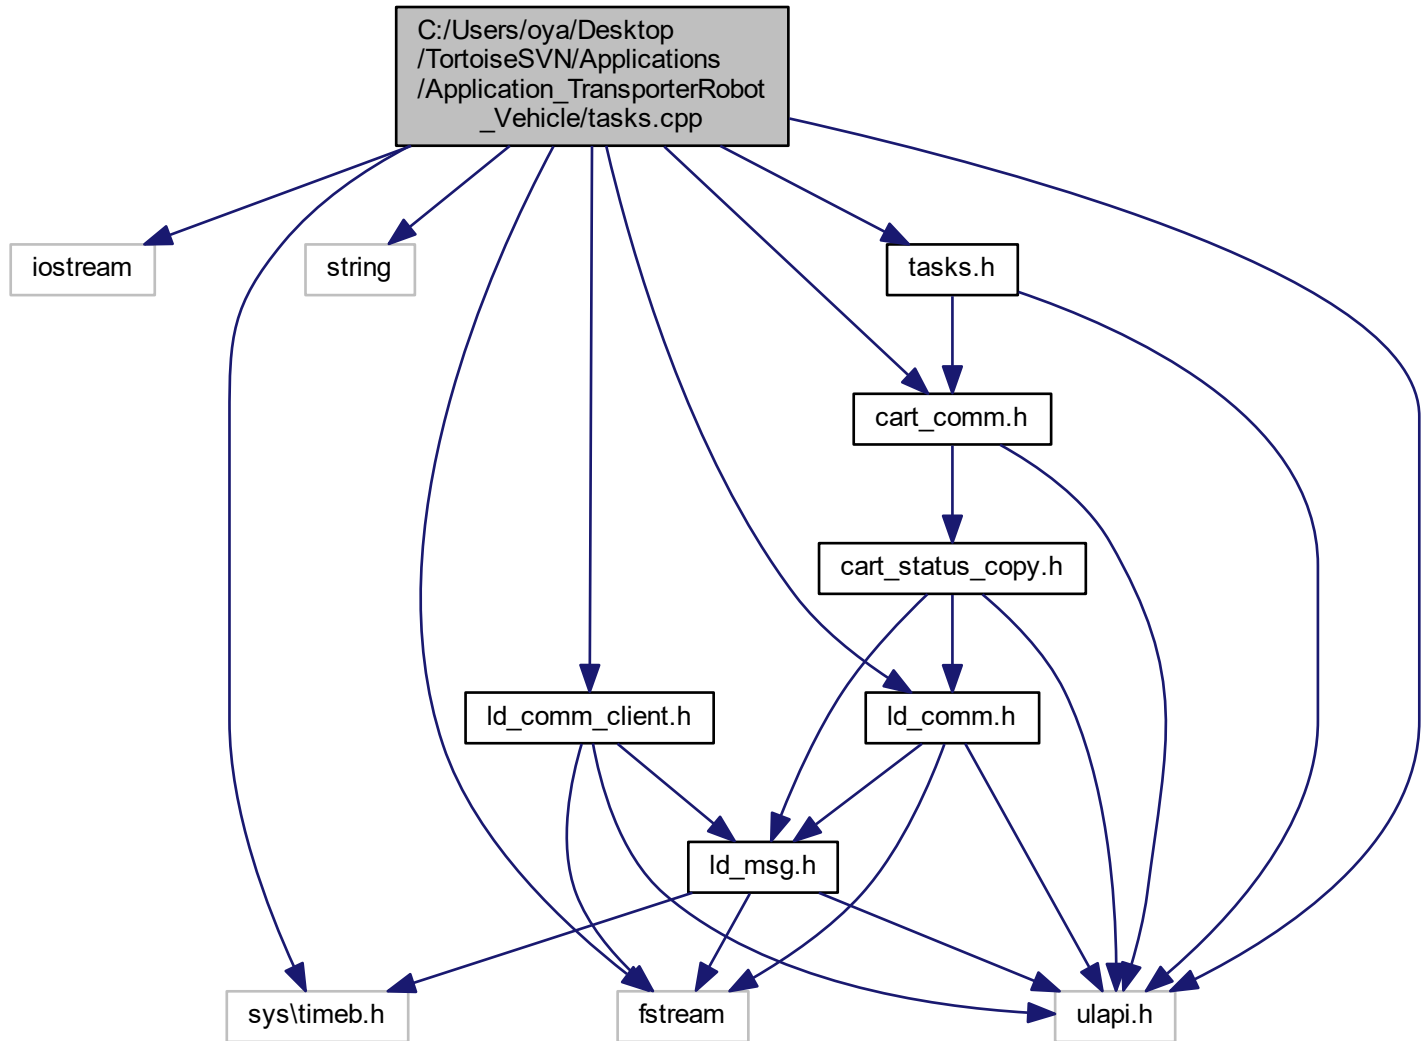 C:/Users/oya/Desktop
/TortoiseSVN/Applications
/Application_TransporterRobot
_Vehicle/tasks.cpp
iostream
string
tasks.h
cart_comm.h
cart_status_copy.h
ld_comm_client.h
ld_comm.h
ld_msg.h
sys\timeb.h
fstream
ulapi.h